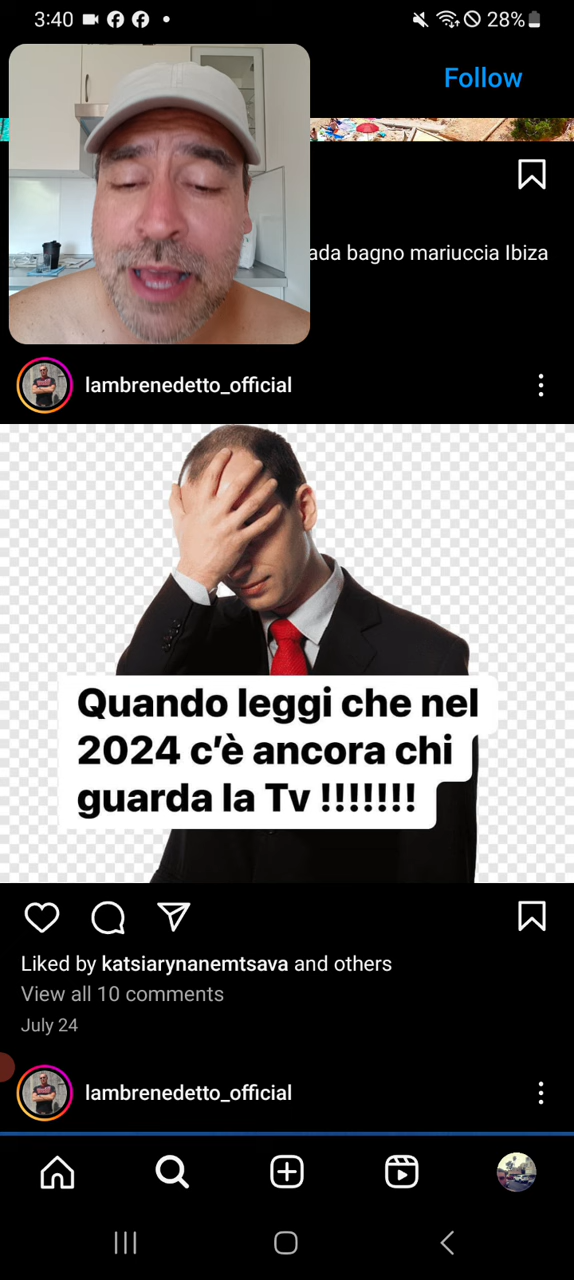 3:40
28%
Follow
ada bagno mariuccia Ibiza
lambrenedetto_official
Quando leggi che nel
2024 c'è ancora chi
guarda la Tv !!!!!!!
Liked by katsiarynanemtsava and others
View all 10 comments
July 24
lambrenedetto_official